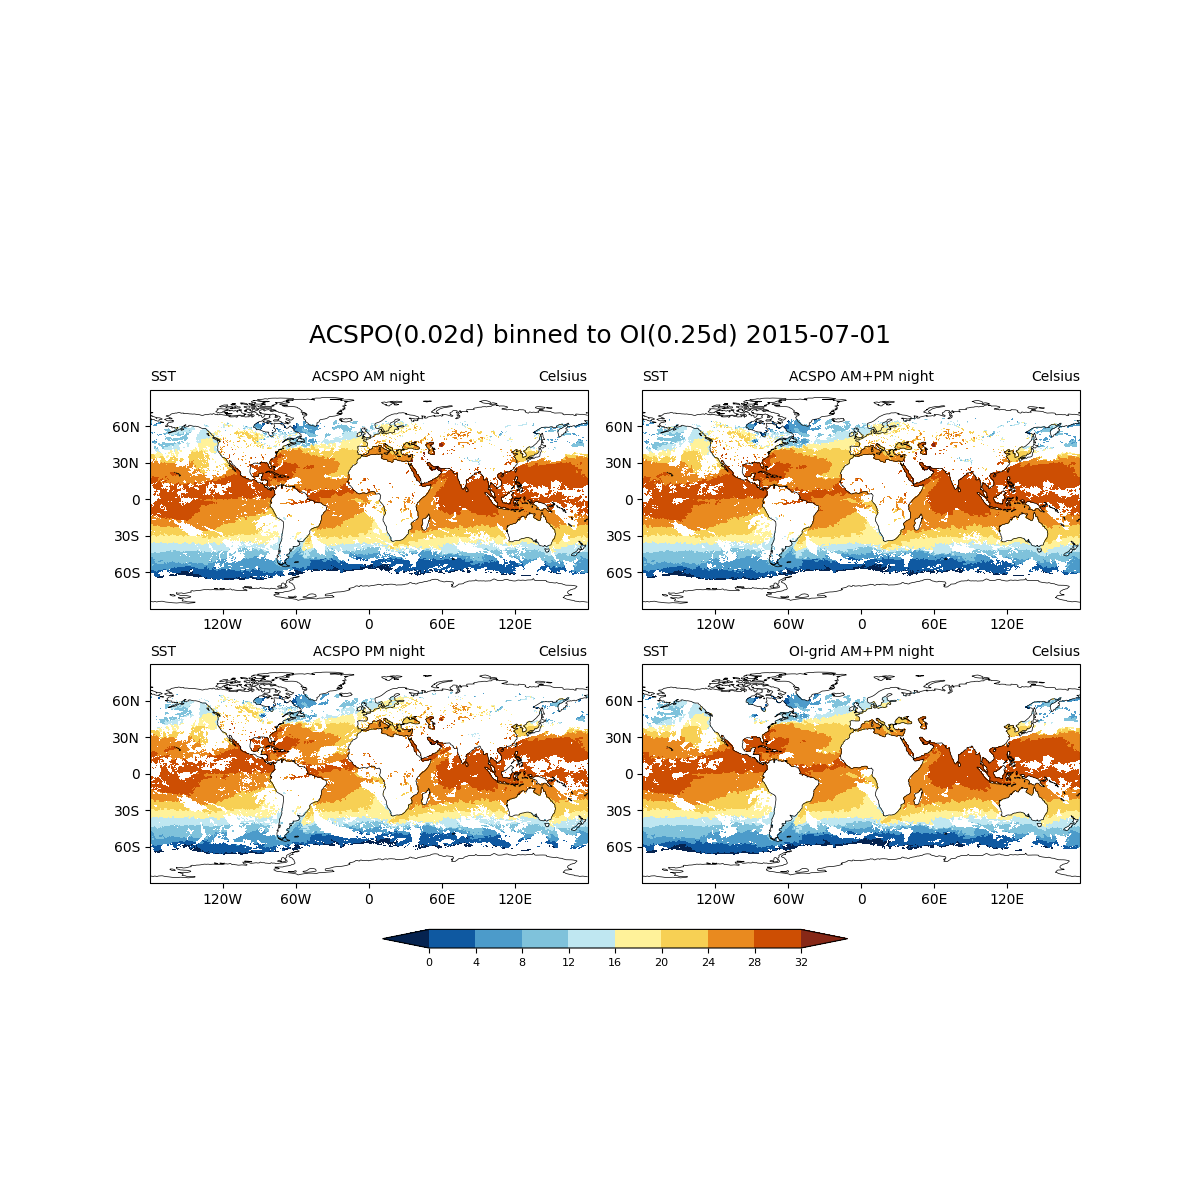 ACSPO(0.02d) binned to OI(0.25d) 2015-07-01
SST ACSPO AM night Celsius
60N
30N
0
30S
60S
120W 60W 0 60E 120E
SST ACSPO AM+PM night Celsius
60N
30N
0
30S
60S
120W 60W 0 60E 120E
SST ACSPO PM night Celsius
60N
30N
0
30S
60S
120W 60W 0 60E 120E
SST OI-grid AM+PM night Celsius
60N
30N
0
30S
60S
120W 60W 0 60E 120E
0 4 8 12 16 20 24 28 32